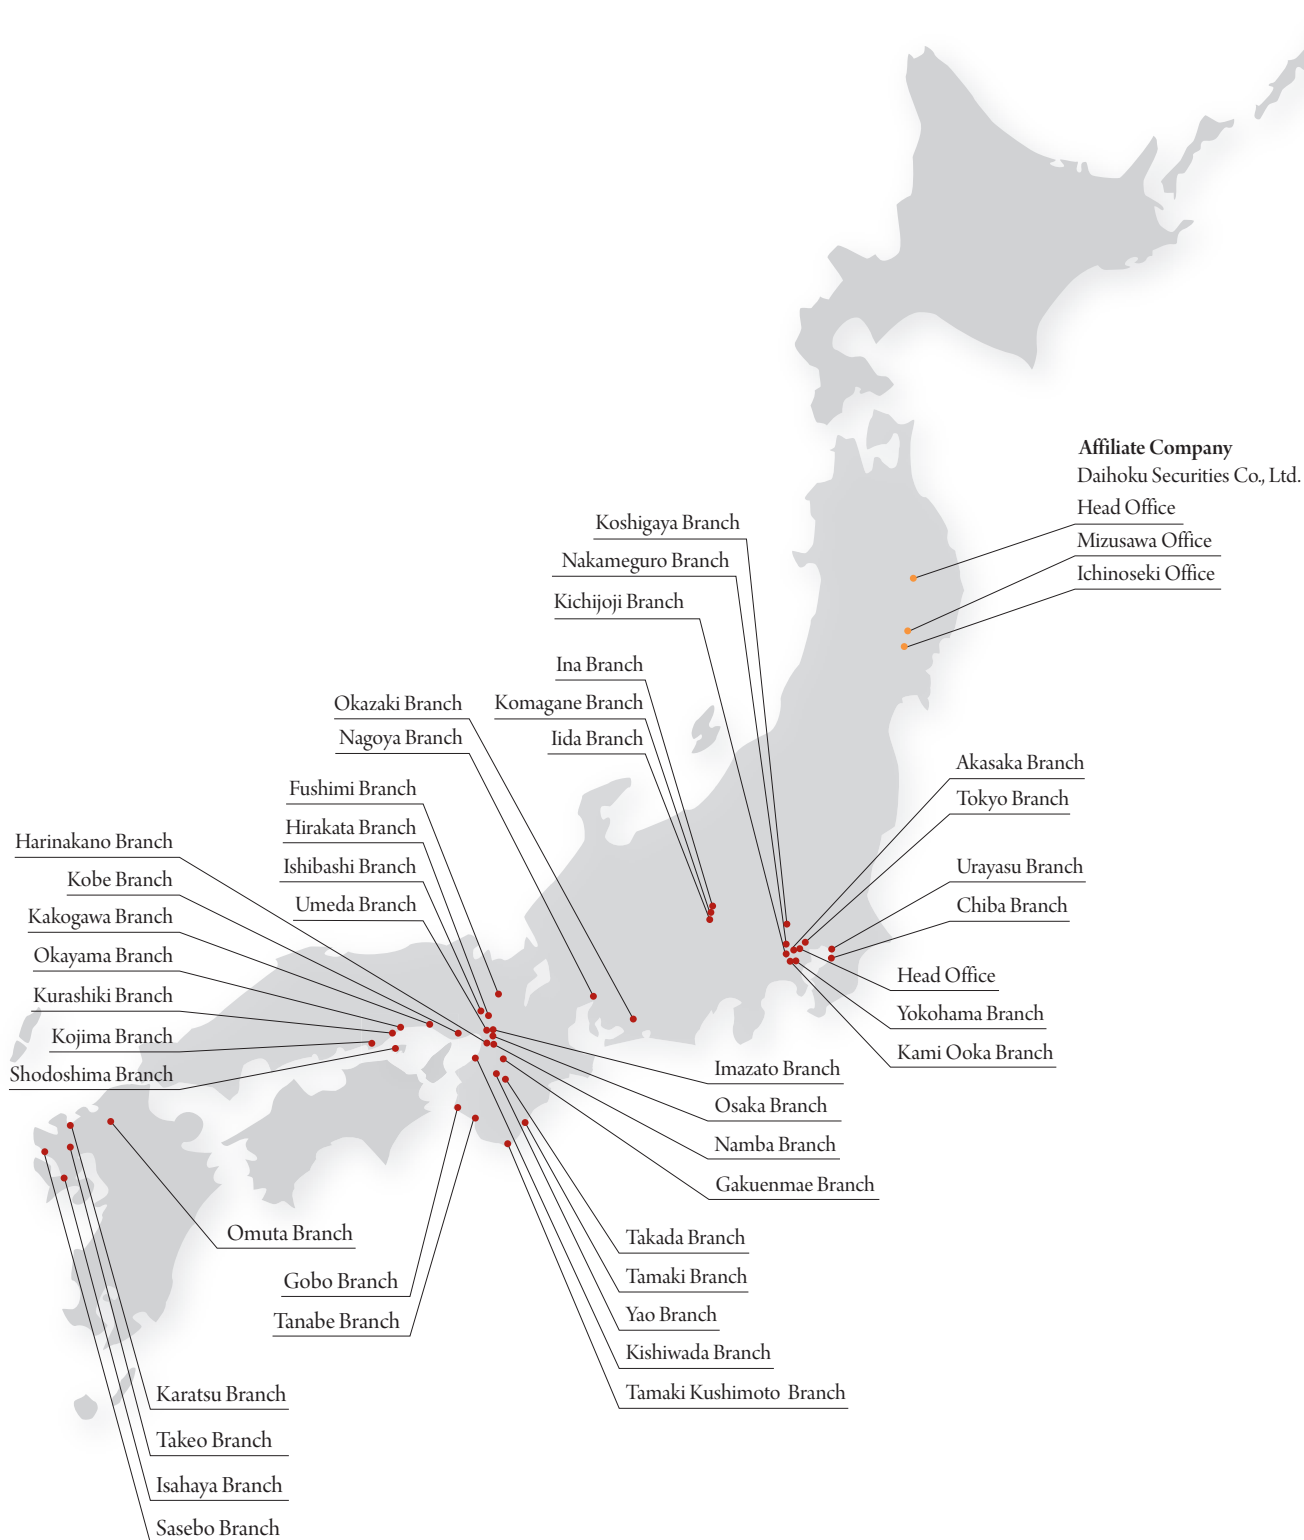 Affiliate Company
Daihoku Securities Co., Ltd.
Head Office
Mizusawa Office
Ichinoseki Office
Koshigaya Branch
Nakameguro Branch
Kichijoji Branch
Ina Branch
Komagane Branch
Iida Branch
Okazaki Branch
Nagoya Branch
Fushimi Branch
Hirakata Branch
Ishibashi Branch
Umeda Branch
Harinakano Branch
Kobe Branch
Kakogawa Branch
Okayama Branch
Kurashiki Branch
Kojima Branch
Shodoshima Branch
Akasaka Branch
Tokyo Branch
Urayasu Branch
Chiba Branch
Head Office
Yokohama Branch
Kami Ooka Branch
Imazato Branch
Osaka Branch
Namba Branch
Gakuenmae Branch
Takada Branch
Tamaki Branch
Yao Branch
Kishiwada Branch
Tamaki Kushimoto Branch
Omuta Branch
Gobo Branch
Tanabe Branch
Karatsu Branch
Takeo Branch
Isahaya Branch
Sasebo Branch